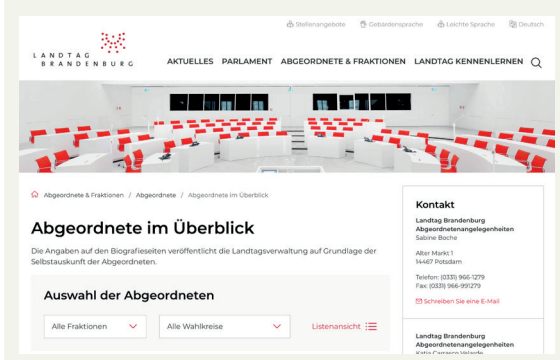 Stellenangebote Gebärdensprache Leichte Sprache Deutsch
LANDTAG
BRANDENBURG
AKTUELLES PARLAMENT ABGEORDNETE & FRAKTIONEN LANDTAG KENNENLERNEN
Abgeordnete & Fraktionen / Abgeordnete / Abgeordnete im Überblick
Abgeordnete im Überblick
Die Angaben auf den Biografieseiten veröffentlicht die Landtagsverwaltung auf Grundlage der
Selbstauskunft der Abgeordneten.
Auswahl der Abgeordneten
Alle Fraktionen Alle Wahlkreise Listenansicht
Kontakt
Landtag Brandenburg
Abgeordnetenangelegenheiten
Sabine Boche
Alter Markt 1
14467 Potsdam
Telefon: (0331) 966-1279
Fax: (0331) 966-991279
Schreiben Sie eine E-Mail
Landtag Brandenburg
Abgeordnetenangelegenheiten
Katja Carrasco Velarde